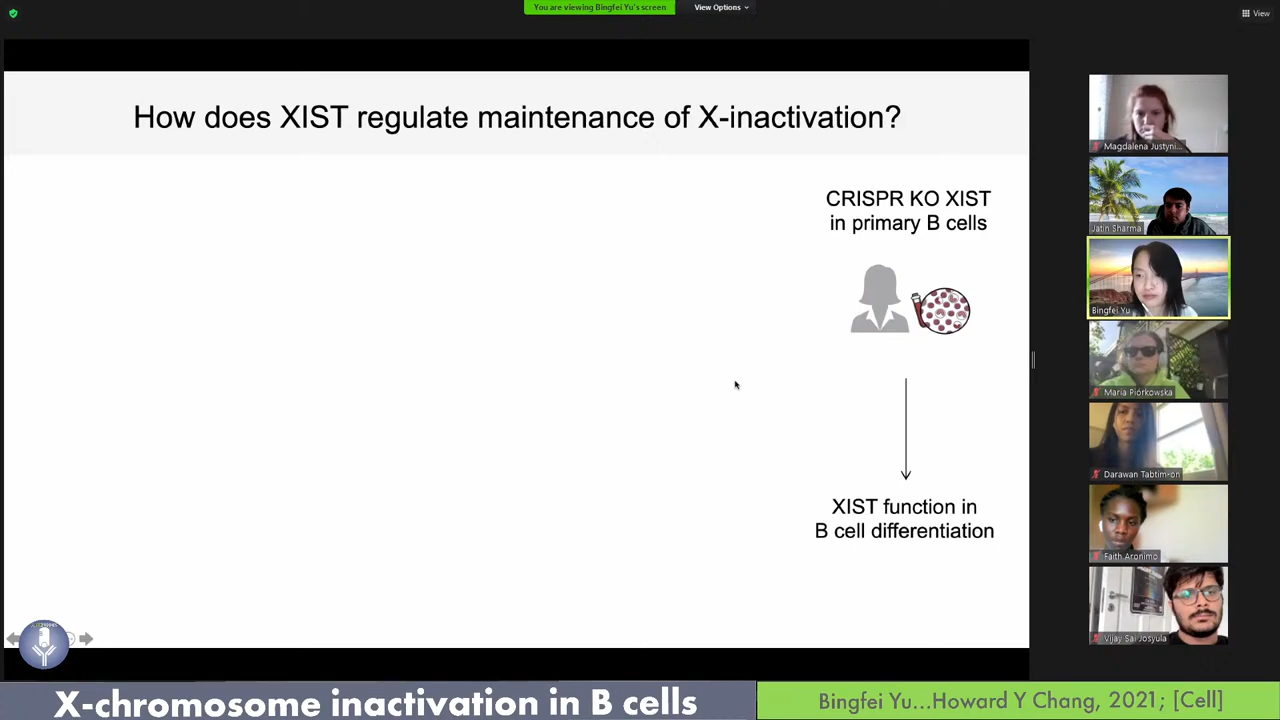 You are viewing Bingfei Yu's screen
View Options
View
How does XIST regulate maintenance of X-inactivation?
CRISPR KO XIST
in primary B cells
XIST function in
B cell differentiation
Magdalena Justyni...
Jatin Sharma
Bingfei Yu
Maria Piórkowska
Darawan Tabtim-on
Faith Aronimo
Vijay Sai Josyula
X-chromosome inactivation in B cells
Bingfei Yu...Howard Y Chang, 2021; [Cell]